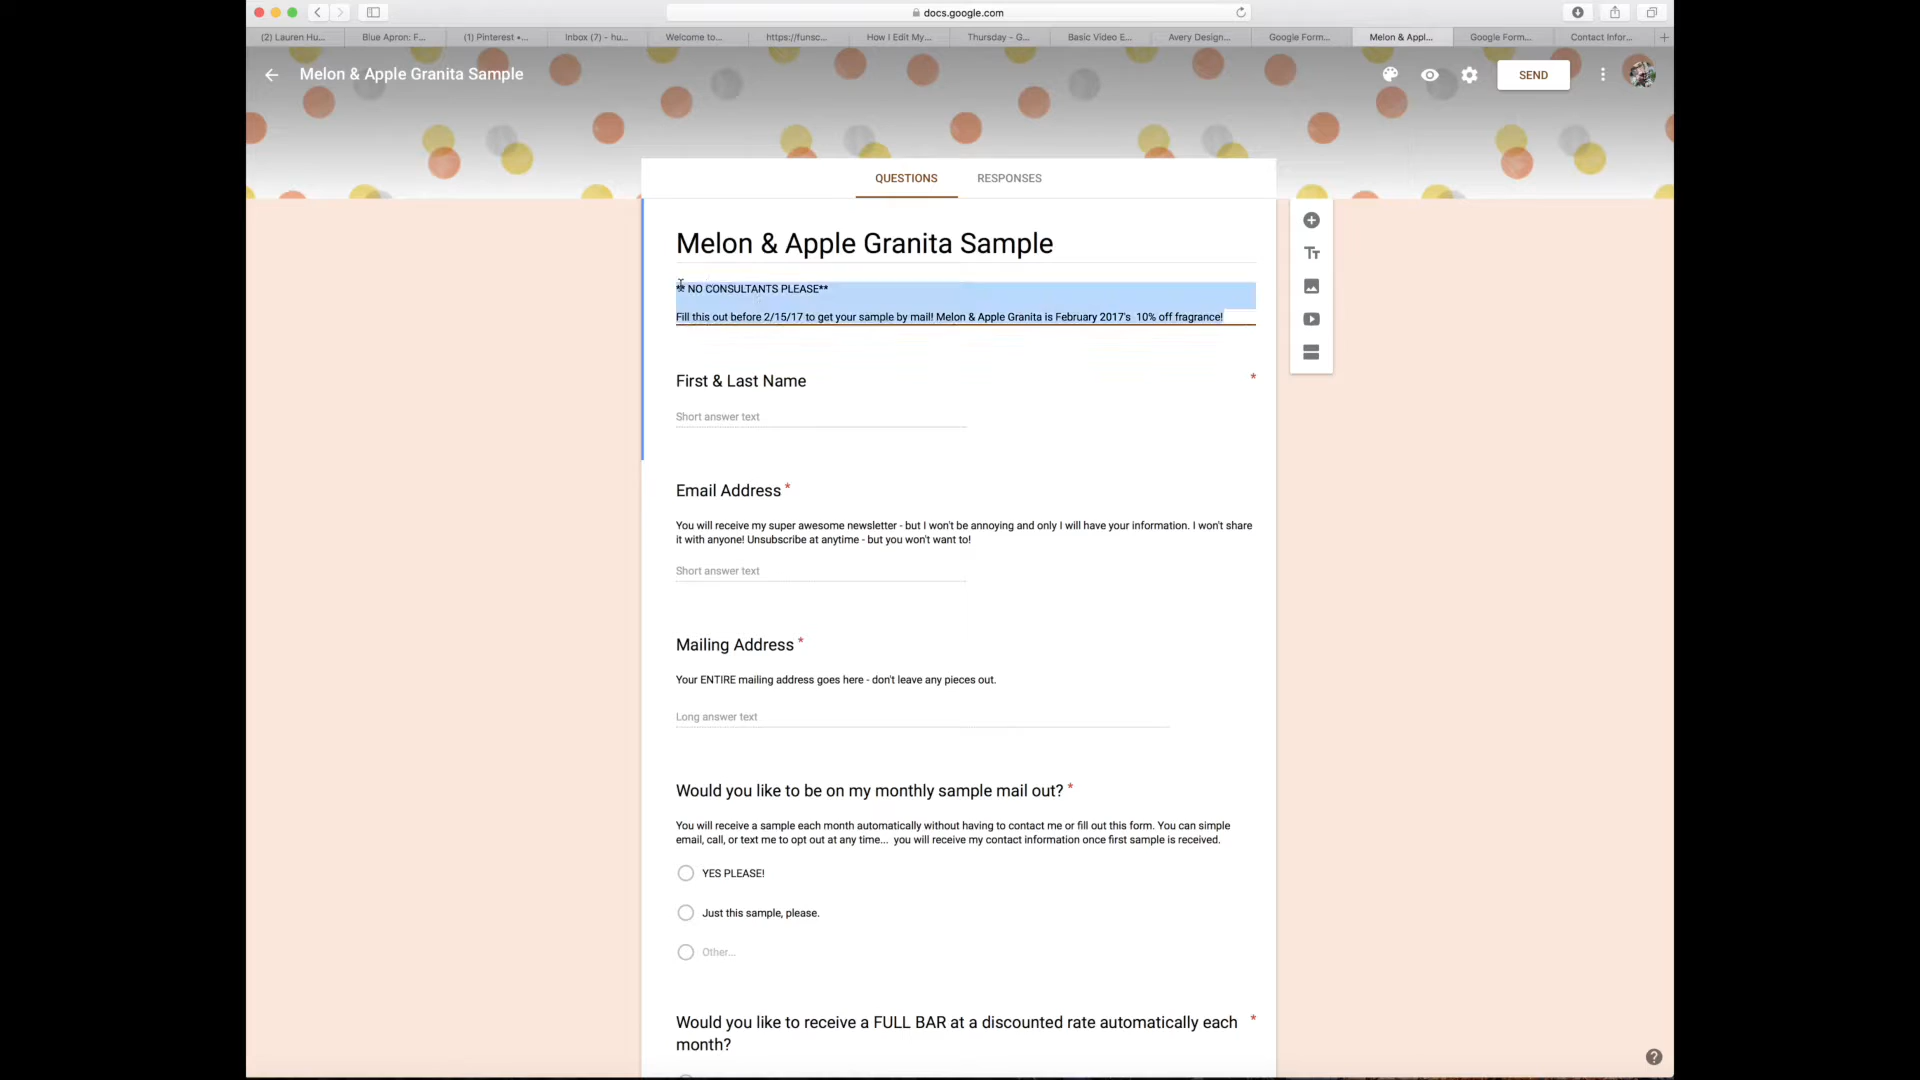 docs.google.com
(2) Lauren Hu...
Blue Apron: F...
(1) Pinterest •...
Inbox (7) - hu...
Welcome to...
https://funsc...
How I Edit My...
Thursday - G...
Basic Video E...
Avery Design...
Google Form...
Melon & Appl...
Google Form...
Contact Infor...
Melon & Apple Granita Sample
SEND
QUESTIONS
RESPONSES
Melon & Apple Granita Sample
** NO CONSULTANTS PLEASE**
Fill this out before 2/15/17 to get your sample by mail! Melon & Apple Granita is February 2017's 10% off fragrance!
Tт
First & Last Name *
Short answer text
Email Address *
You will receive my super awesome newsletter - but I won't be annoying and only I will have your information. I won't share
it with anyone! Unsubscribe at anytime - but you won't want to!
Short answer text
Mailing Address *
Your ENTIRE mailing address goes here - don't leave any pieces out.
Long answer text
Would you like to be on my monthly sample mail out? *
You will receive a sample each month automatically without having to contact me or fill out this form. You can simple
email, call, or text me to opt out at any time... you will receive my contact information once first sample is received.
YES PLEASE!
Just this sample, please.
Other...
Would you like to receive a FULL BAR at a discounted rate automatically each *
month?